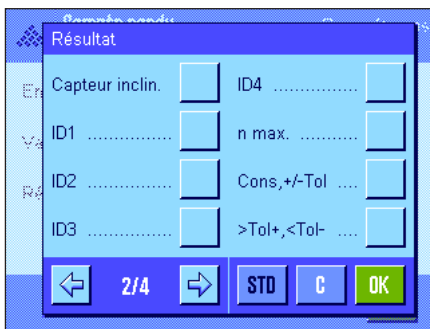 Résultat
Capteur inclin.
ID4 ...............
ID1 ...............
n max. ...........
ID2 ...............
Cons,+/-Tol ....
ID3 ...............
>Tol+,<Tol- ....
2/4
STD
C
OK